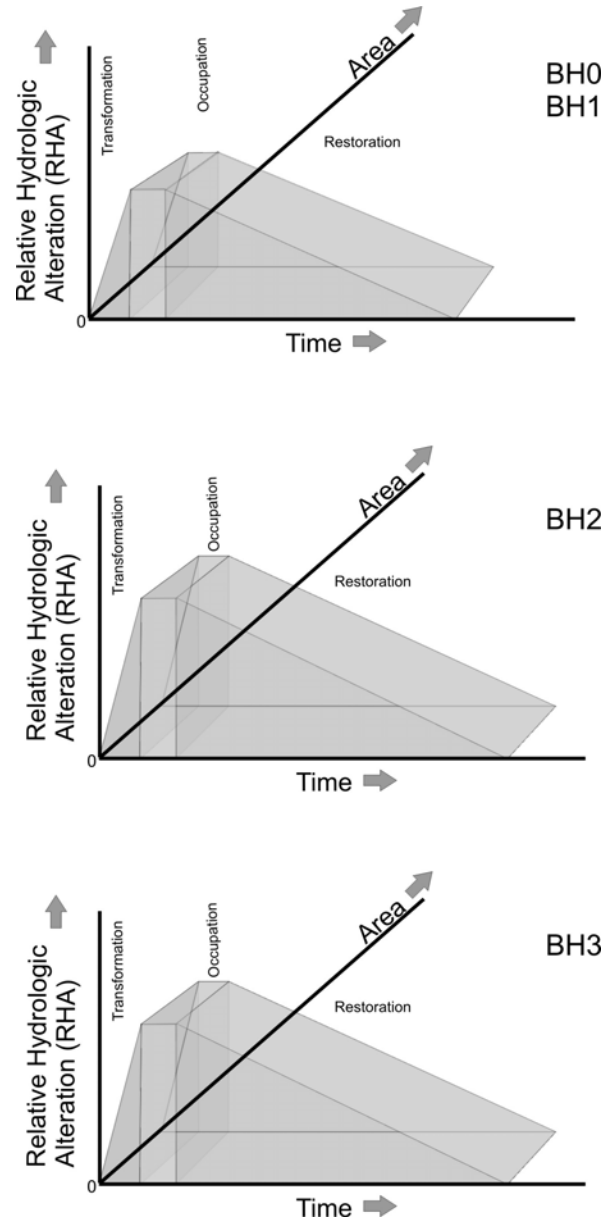 Area
BH0
BH1
Transformation
Occupation
Restoration
Relative Hydrologic
Alteration (RHA)
0
Time
Area
BH2
Transformation
Occupation
Restoration
Relative Hydrologic
Alteration (RHA)
0
Time
Area
BH3
Transformation
Occupation
Restoration
Relative Hydrologic
Alteration (RHA)
0
Time